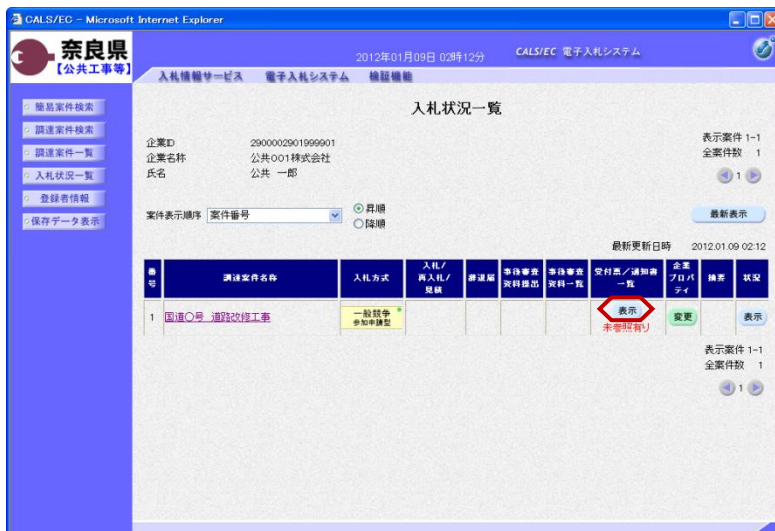 CALS/EC - Microsoft Internet Explorer
奈良県
【公共工事等】
2012年01月09日 02時12分
CALS/EC 電子入札システム
入札情報サービス 電子入札システム 検証機能
簡易案件検索
調達案件検索
調達案件一覧
入札状況一覧
登録者情報
保存データ表示
入札状況一覧
企業ID 2900002901999901
企業名称 公共001株式会社
氏名 公共 一郎
表示案件 1-1
全案件数 1
1
案件表示順序 案件番号
昇順
降順
最新表示
最新更新日時 2012.01.09 02:12
番号 調達案件名称 入札方式 入札/再入札/見積 辞退届 事後審査資料提出 事後審査資料一覧 受付票/通知書一覧 企業プロパティ 摘要 状況
1 国道〇号 道路改修工事 一般競争 参加申請型 表示 未参照有り 変更 表示
表示案件 1-1
全案件数 1
1